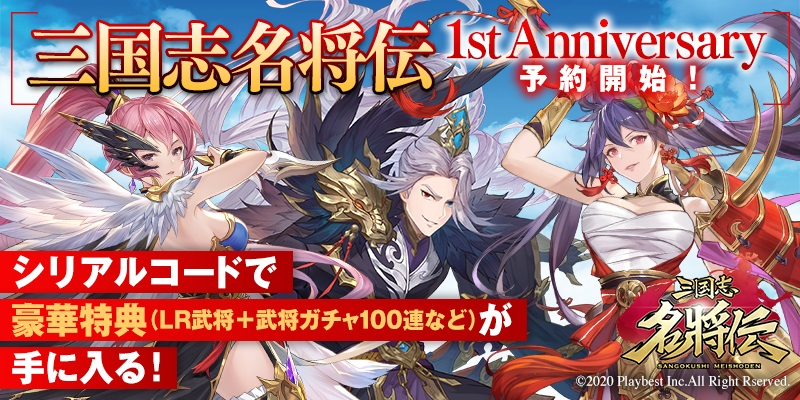 三国志名将伝
1st Anniversary
予約開始！
シリアルコードで
豪華特典（LR武将＋武将ガチャ100連など）が
手に入る！
三国志
名将伝
SANGOKUSHI MEISHODEN
©2020 Playbest Inc.All Right Rserved.